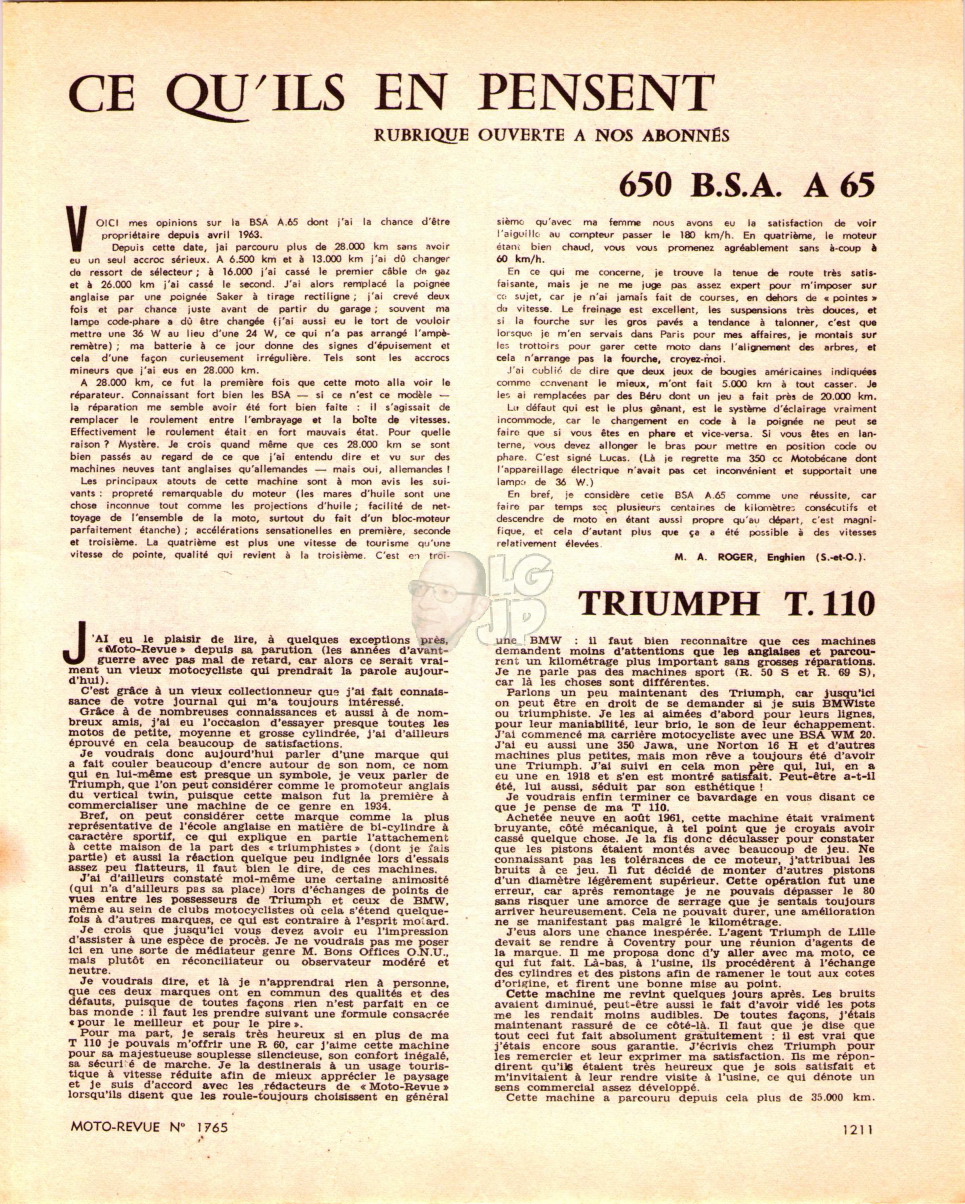 CE QU'ILS EN PENSENT
RUBRIQUE OUVERTE A NOS ABONNÉS
650 B.S.A. A 65
VOICI mes opinions sur la BSA A.65 dont j'ai la chance d'être
propriétaire depuis avril 1963.
Depuis cette date, jai parcouru plus de 28.000 km sans avoir
eu un seul accroc sérieux. A 6.500 km et à 13.000 km j'ai dû changer
de ressort de sélecteur ; à 16.000 j'ai cassé le premier câble de gaz
et à 26.000 km j'ai cassé le second. J'ai alors remplacé la poignee
anglaise par une poignée Saker à tirage rectiligne ; j'ai crevé deux
fois et par chance juste avant de partir du garage ; souvent ma
lampe code-phare a dû être changée (j'ai aussi eu le tort de vouloir
mettre une 36 W au lieu d'une 24 W, ce qui n'a pas arrangé l'ampè-
remètre) ; ma batterie à ce jour donne des signes d'épuisement et
cela d'une façon curieusement irrégulière. Tels sont les accrocs
mineurs que j'ai eus en 28.000 km.
A 28.000 km, ce fut la première fois que cette moto alla voir le
réparateur. Connaissant fort bien les BSA — si ce n'est ce modèle —
la réparation me semble avoir été fort bien faite : il s'agissait de
remplacer le roulement entre l'embrayage et la boîte de vitesses.
Effectivement le roulement était en fort mauvais état. Pour quelle
raison ? Mystère. Je crois quand même que ces 28.000 km se sont
bien passés au regard de ce que j'ai entendu dire et vu sur des
machines neuves tant anglaises qu'allemandes — mais oui, allemandes !
Les principaux atouts de cette machine sont à mon avis les sui-
vants : propreté remarquable du moteur (les mares d'huile sont une
chose inconnue tout comme les projections d'huile ; facilité de net-
toyage de l'ensemble de la moto, surtout du fait d'un bloc-moteur
parfaitement étanche) ; accélérations sensationelles en première, seconde
et troisième. La quatrième est plus une vitesse de tourisme qu'une
vitesse de pointe, qualité qui revient à la troisième. C'est en troi-
sième qu'avec ma femme nous avons eu la satisfaction de voir
l'aiguille au compteur passer le 180 km/h. En quatrième, le moteur
étant bien chaud, vous vous promenez agréablement sans à-coup à
60 km/h.
En ce qui me concerne, je trouve la tenue de route très satis-
faisante, mais je ne me juge pas assez expert pour m'imposer sur
ce sujet, car je n'ai jamais fait de courses, en dehors de « pointes »
de vitesse. Le freinage est excellent, les suspensions très douces, et
si la fourche sur les gros pavés a tendance à talonner, c'est que
lorsque je m'en servais dans Paris pour mes affaires, je montais sur
les trottoirs pour garer cette moto dans l'alignement des arbres, et
cela n'arrange pas la fourche, croyez-moi.
J'ai oublié de dire que deux jeux de bougies américaines indiquées
comme convenant le mieux, m'ont fait 5.000 km à tout casser. Je
les ai remplacées par des Béru dont un jeu a fait près de 20.000 km.
Le défaut qui est le plus gênant, est le système d'éclairage vraiment
incommode, car le changement en code à la poignée ne peut se
faire que si vous êtes en phare et vice-versa. Si vous êtes en lan-
terne, vous devez allonger le bras pour mettre en position code ou
phare. C'est signé Lucas. (Là je regrette ma 350 cc Motobécane dont
l'appareillage électrique n'avait pas cet inconvénient et supportait une
lampe de 36 W.)
En bref, je considère cette BSA A.65 comme une réussite, car
faire par temps sec plusieurs centaines de kilomètres consécutifs et
descendre de moto en étant aussi propre qu'au départ, c'est magni-
fique, et cela d'autant plus que ça a été possible à des vitesses
relativement élevées.
M. A. ROGER, Enghien (S.-et-O.).
LG
JP
TRIUMPH T. 110
J'AI eu le plaisir de lire, à quelques exceptions près,
« Moto-Revue » depuis sa parution (les années d'avant-
guerre avec pas mal de retard, car alors ce serait vrai-
ment un vieux motocycliste qui prendrait la parole aujour-
d'hui).
C'est grâce à un vieux collectionneur que j'ai fait connais-
sance de votre journal qui m'a toujours intéressé.
Grâce à de nombreuses connaissances et aussi à de nom-
breux amis, j'ai eu l'occasion d'essayer presque toutes les
motos de petite, moyenne et grosse cylindrée, j'ai d'ailleurs
éprouvé en cela beaucoup de satisfactions.
Je voudrais donc aujourd'hui parler d'une marque qui
a fait couler beaucoup d'encre autour de son nom, ce nom
qui en lui-même est presque un symbole, je veux parler de
Triumph, que l'on peut considérer comme le promoteur anglais
du vertical twin, puisque cette maison fut la première à
commercialiser une machine de ce genre en 1934.
Bref, on peut considérer cette marque comme la plus
représentative de l'école anglaise en matière de bi-cylindre à
caractère sportif, ce qui explique en partie l'attachement
à cette maison de la part des « triumphistes » (dont je fais
partie) et aussi la réaction quelque peu indignée lors d'essais
assez peu flatteurs, il faut bien le dire, de ces machines.
J'ai d'ailleurs constaté moi-même une certaine animosité
(qui n'a d'ailleurs pas sa place) lors d'échanges de points de
vues entre les possesseurs de Triumph et ceux de BMW,
même au sein de clubs motocyclistes où cela s'étend quelque-
fois à d'autres marques, ce qui est contraire à l'esprit motard.
Je crois que jusqu'ici vous devez avoir eu l'impression
d'assister à une espèce de procès. Je ne voudrais pas me poser
ici en une sorte de médiateur genre M. Bons Offices O.N.U.,
mais plutôt en réconciliateur ou observateur modéré et
neutre.
Je voudrais dire, et là je n'apprendrai rien à personne,
que ces deux marques ont en commun des qualités et des
défauts, puisque de toutes façons rien n'est parfait en ce
bas monde : il faut les prendre suivant une formule consacrée
« pour le meilleur et pour le pire ».
Pour ma part, je serais très heureux si en plus de ma
T 110 je pouvais m'offrir une R 60, car j'aime cette machine
pour sa majestueuse souplesse silencieuse, son confort inégalé,
sa sécurité de marche. Je la destinerais à un usage touris-
tique à vitesse réduite afin de mieux apprécier le paysage
et je suis d'accord avec les rédacteurs de « Moto-Revue »
lorsqu'ils disent que les roule-toujours choisissent en général
une BMW : il faut bien reconnaître que ces machines
demandent moins d'attentions que les anglaises et parcou-
rent un kilométrage plus important sans grosses réparations.
Je ne parle pas des machines sport (R. 50 S et R. 69 S),
car là les choses sont différentes.
Parlons un peu maintenant des Triumph, car jusqu'ici
on peut être en droit de se demander si je suis BMWiste
ou triumphiste. Je les ai aimées d'abord pour leurs lignes,
pour leur maniabilité, leur brio, le son de leur échappement.
J'ai commencé ma carrière motocycliste avec une BSA WM 20.
J'ai eu aussi une 350 Jawa, une Norton 16 H et d'autres
machines plus petites, mais mon rêve a toujours été d'avoir
une Triumph. J'ai suivi en cela mon père qui, lui, en a
eu une en 1918 et s'en est montré satisfait. Peut-être a-t-il
été, lui aussi, séduit par son esthétique !
Je voudrais enfin terminer ce bavardage en vous disant ce
que je pense de ma T 110.
Achetée neuve en août 1961, cette machine était vraiment
bruyante, côté mécanique, à tel point que je croyais avoir
cassé quelque chose. Je la fis donc déculasser pour constater
que les pistons étaient montés avec beaucoup de jeu. Ne
connaissant pas les tolérances de ce moteur, j'attribuai les
bruits à ce jeu. Il fut décidé de monter d'autres pistons
d'un diamètre légèrement supérieur. Cette opération fut une
erreur, car après remontage je ne pouvais dépasser le 80
sans risquer une amorce de serrage que je sentais toujours
arriver heureusement. Cela ne pouvait durer, une amélioration
ne se manifestant pas malgré le kilométrage.
J'eus alors une chance inespérée. L'agent Triumph de Lille
devait se rendre à Coventry pour une réunion d'agents de
la marque. Il me proposa donc d'y aller avec ma moto, ce
qui fut fait. Là-bas, à l'usine, ils procédèrent à l'échange
des cylindres et des pistons afin de ramener le tout aux cotes
d'origine, et firent une bonne mise au point.
Cette machine me revint quelques jours après. Les bruits
avaient diminué, peut-être aussi le fait d'avoir vidé les pots
me les rendait moins audibles. De toutes façons, j'étais
maintenant rassuré de ce côté-là. Il faut que je dise que
tout ceci fut fait absolument gratuitement : il est vrai que
j'étais encore sous garantie. J'écrivis chez Triumph pour
les remercier et leur exprimer ma satisfaction. Ils me répon-
dirent qu'ils étaient très heureux que je sois satisfait et
m'invitaient à leur rendre visite à l'usine, ce qui dénote un
sens commercial assez développé.
Cette machine a parcouru depuis cela plus de 35.000 km.
MOTO-REVUE N° 1765
1211